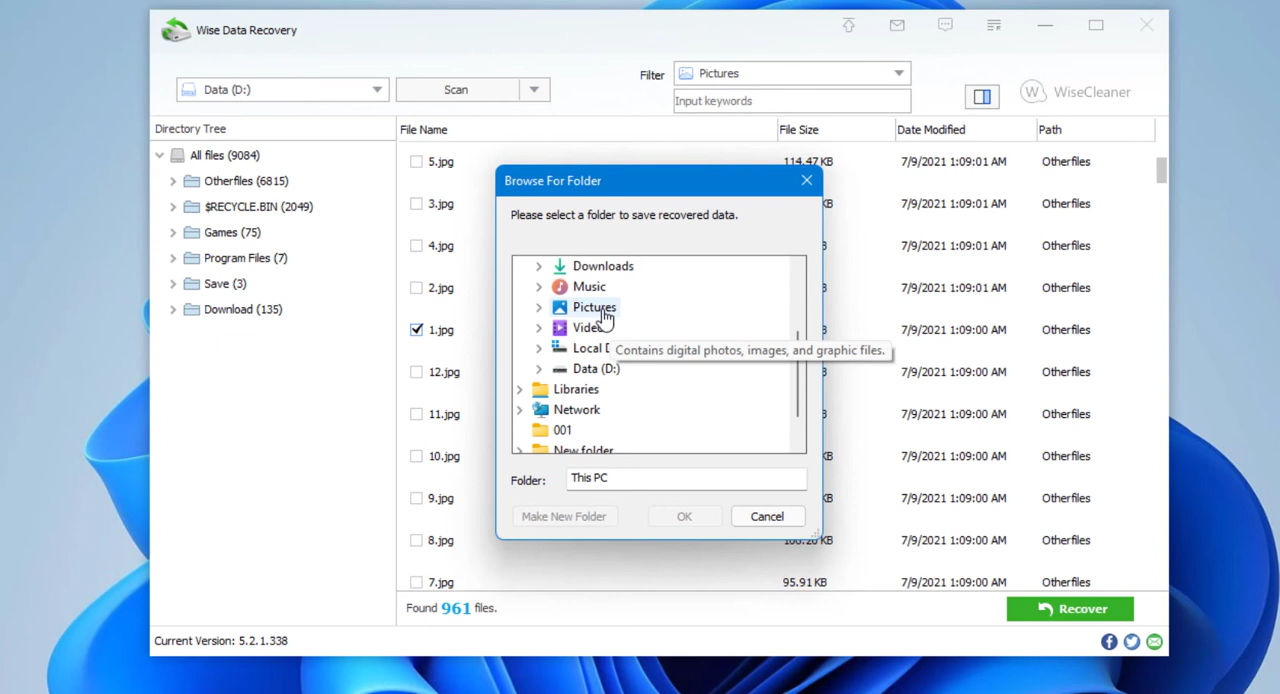 Wise Data Recovery
Data (D:)
Scan
Filter
Pictures
Input keywords
W WiseCleaner
Directory Tree
All files (9084)
Otherfiles (6815)
$RECYCLE.BIN (2049)
Games (75)
Program Files (7)
Save (3)
Download (135)
File Name File Size Date Modified Path
5.jpg 114.47 KB 7/9/2021 1:09:01 AM Otherfiles
3.jpg KB 7/9/2021 1:09:01 AM Otherfiles
4.jpg 7/9/2021 1:09:01 AM Otherfiles
2.jpg 7/9/2021 1:09:01 AM Otherfiles
1.jpg 7/9/2021 1:09:00 AM Otherfiles
12.jpg 7/9/2021 1:09:00 AM Otherfiles
11.jpg 7/9/2021 1:09:00 AM Otherfiles
10.jpg 7/9/2021 1:09:00 AM Otherfiles
9.jpg KB 7/9/2021 1:09:00 AM Otherfiles
8.jpg KB 7/9/2021 1:09:00 AM Otherfiles
7.jpg 95.91 KB 7/9/2021 1:09:00 AM Otherfiles
Browse For Folder
Please select a folder to save recovered data.
Downloads
Music
Pictures
Local D
Contains digital photos, images, and graphic files.
Data (D:)
Libraries
Network
001
New folder
Folder: This PC
Make New Folder OK Cancel
Found 961 files.
Recover
Current Version: 5.2.1.338